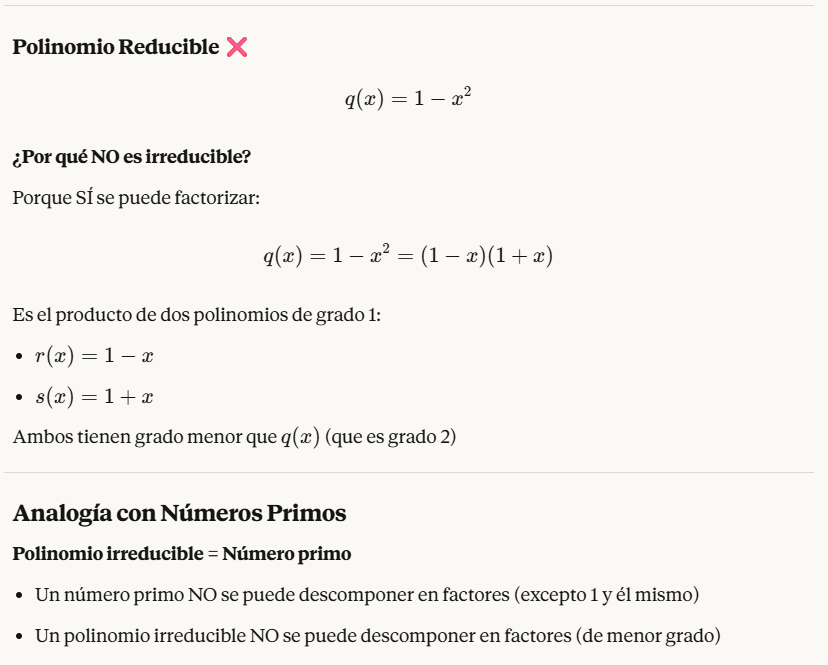 Polinomio Reducible ❌
q(x) = 1 − x²
¿Por qué NO es irreducible?
Porque SÍ se puede factorizar:
q(x) = 1 − x² = (1 − x)(1 + x)
Es el producto de dos polinomios de grado 1:
• r(x) = 1 − x
• s(x) = 1 + x
Ambos tienen grado menor que q(x) (que es grado 2)
Analogía con Números Primos
Polinomio irreducible = Número primo
• Un número primo NO se puede descomponer en factores (excepto 1 y él mismo)
• Un polinomio irreducible NO se puede descomponer en factores (de menor grado)